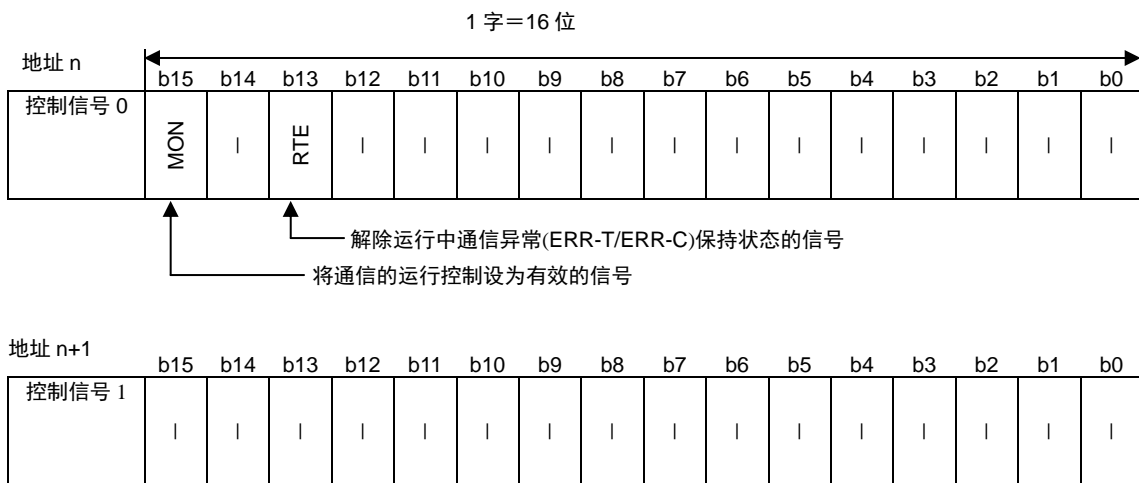 1 字＝16 位
地址 n
b15 b14 b13 b12 b11 b10 b9 b8 b7 b6 b5 b4 b3 b2 b1 b0
控制信号 0
MON | RTE | | | | | | | | | | | | |
解除运行中通信异常(ERR-T/ERR-C)保持状态的信号
将通信的运行控制设为有效的信号
地址 n+1
b15 b14 b13 b12 b11 b10 b9 b8 b7 b6 b5 b4 b3 b2 b1 b0
控制信号 1
| | | | | | | | | | | | | | | |